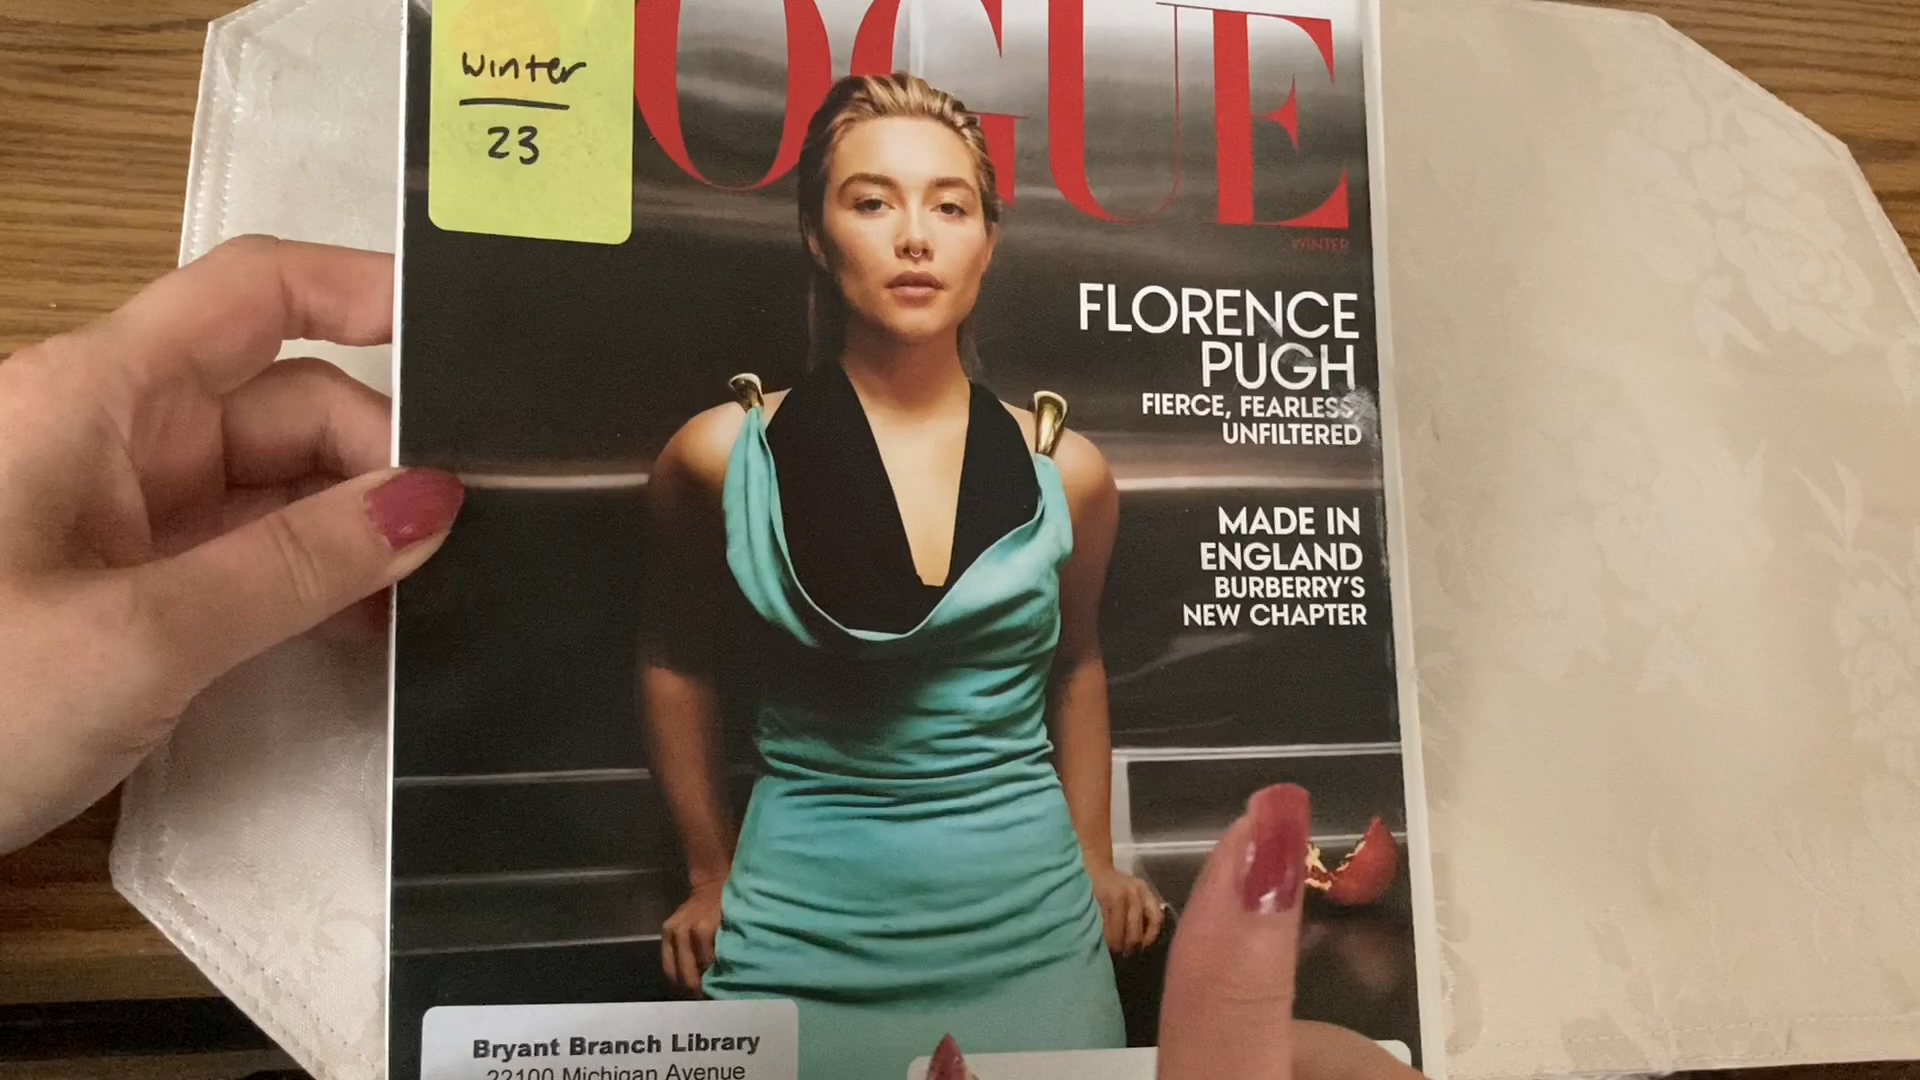 winter
23
OGUE
WINTER
FLORENCE
PUGH
FIERCE, FEARLESS,
UNFILTERED
MADE IN
ENGLAND
BURBERRY'S
NEW CHAPTER
Bryant Branch Library
22100 Michigan Avenue